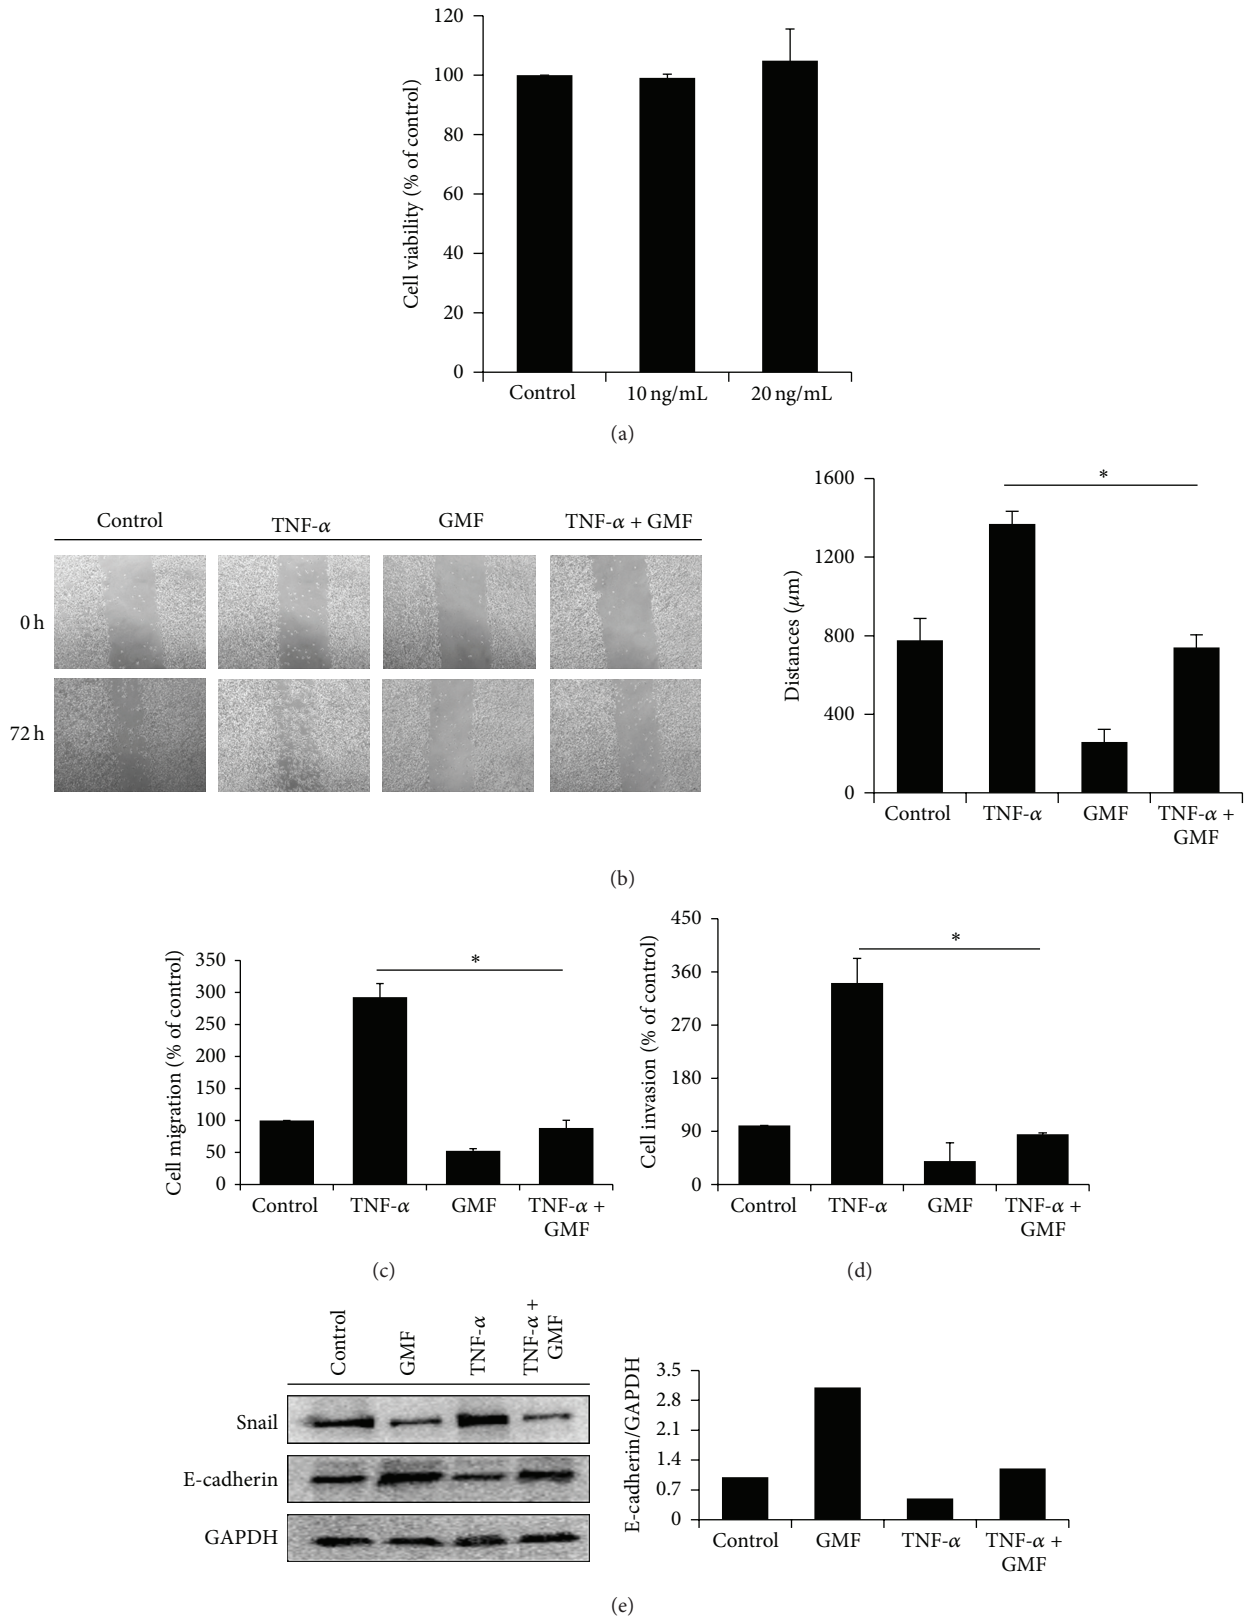 120
100
80
60
40
20
0
Cell viability (% of control)
Control 10 ng/mL 20 ng/mL
(a)
Control TNF-α GMF TNF-α + GMF
0 h
72 h
1600
1200
800
400
0
Distances (μm)
*
Control TNF-α GMF TNF-α +
GMF
(b)
350
300
250
200
150
100
50
0
Cell migration (% of control)
*
Control TNF-α GMF TNF-α +
GMF
(c)
450
360
270
180
90
0
Cell invasion (% of control)
*
Control TNF-α GMF TNF-α +
GMF
(d)
Control
GMF
TNF-α
TNF-α +
GMF
Snail
E-cadherin
GAPDH
3.5
2.8
2.1
1.4
0.7
0
E-cadherin/GAPDH
Control GMF TNF-α TNF-α +
GMF
(e)